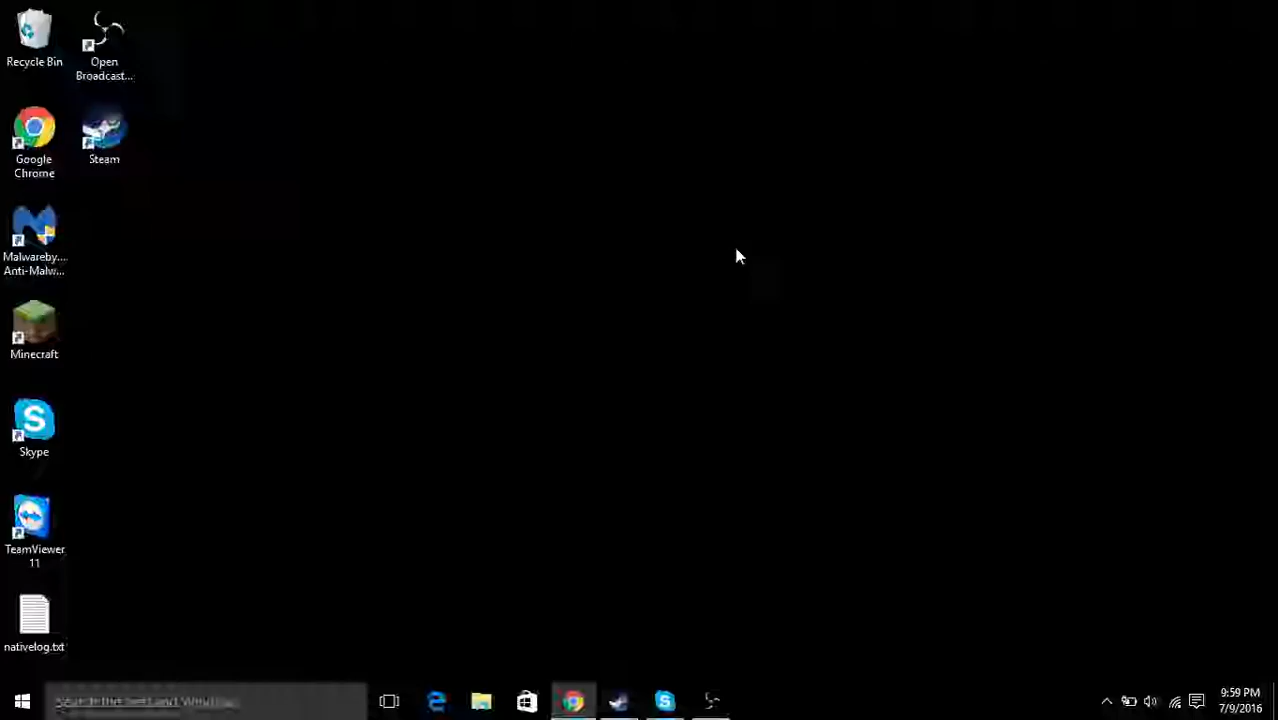 Recycle Bin
Open
Broadcast...
Google
Chrome
Steam
Malwareby...
Anti-Malw...
Minecraft
Skype
TeamViewer
11
nativelog.txt
9:59 PM
7/9/2016